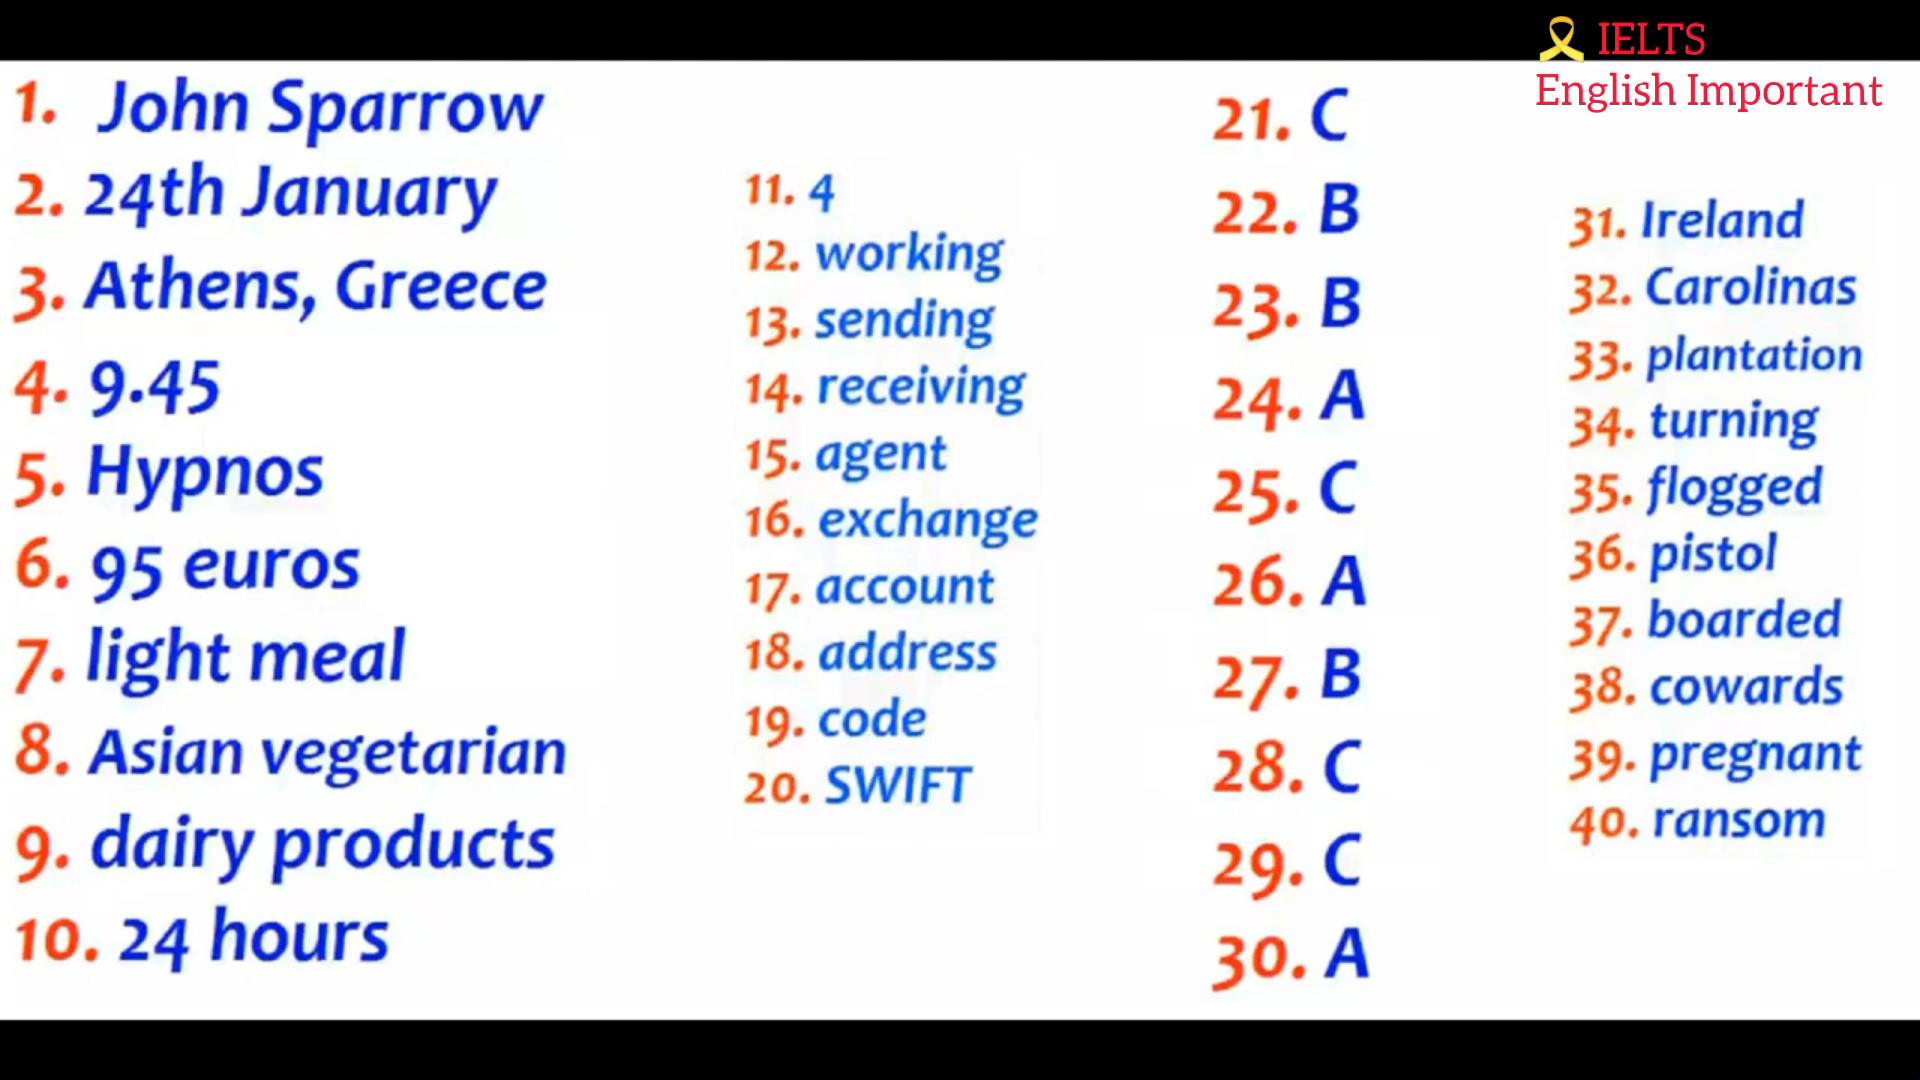 IELTS
English Important
1. John Sparrow
2. 24th January
3. Athens, Greece
4. 9.45
5. Hypnos
6. 95 euros
7. light meal
8. Asian vegetarian
9. dairy products
10. 24 hours
11. 4
12. working
13. sending
14. receiving
15. agent
16. exchange
17. account
18. address
19. code
20. SWIFT
21. C
22. B
23. B
24. A
25. C
26. A
27. B
28. C
29. C
30. A
31. Ireland
32. Carolinas
33. plantation
34. turning
35. flogged
36. pistol
37. boarded
38. cowards
39. pregnant
40. ransom